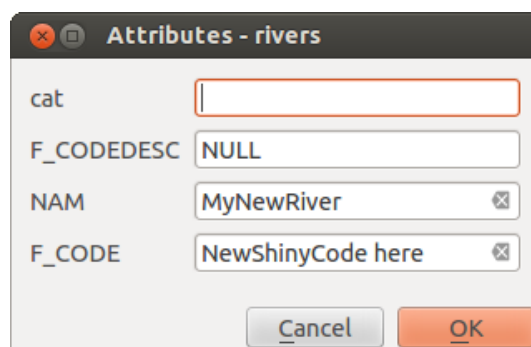 Attributes - rivers
cat
F_CODEDESC NULL
NAM MyNewRiver
F_CODE NewShinyCode here
Cancel OK